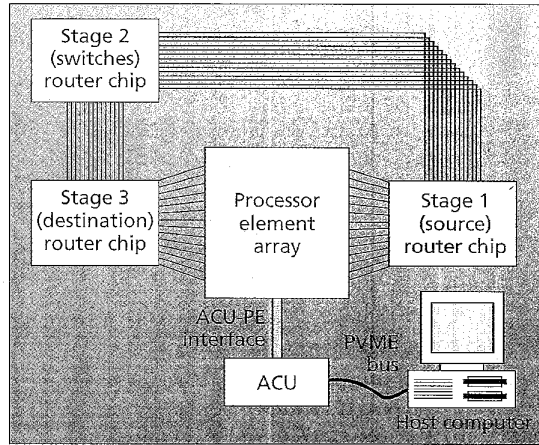 Stage 2
(switches)
router chip
Stage 3
(destination)
router chip
Processor
element
array
Stage 1
(source)
router chip
ACU-PE
interface
PVME
bus
ACU
Host computer